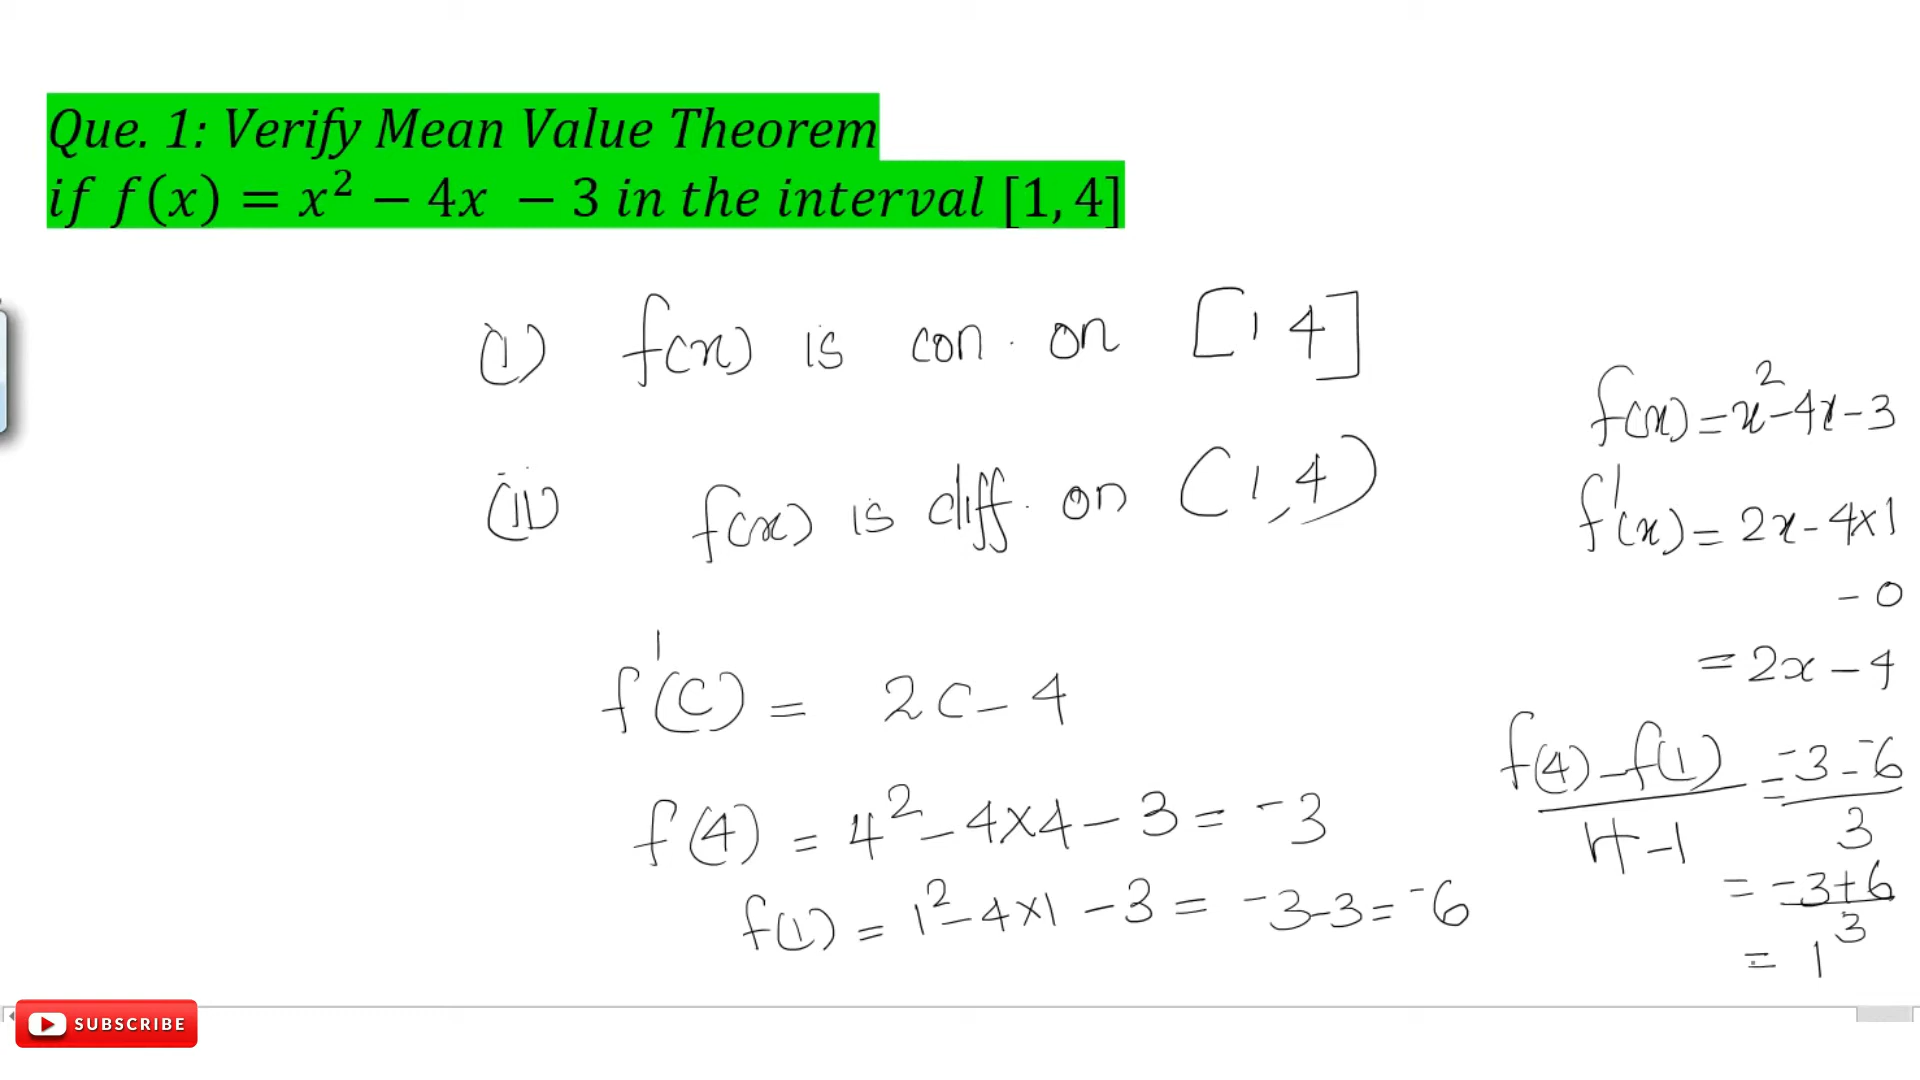 Que. 1: Verify Mean Value Theorem
if f(x) = x² − 4x − 3 in the interval [1, 4]
(i) f(x) is con. on [1 4]
(ii) f(x) is diff. on (1, 4)
f'(c) = 2c - 4
f(4) = 4² - 4×4 - 3 = -3
f(1) = 1² - 4×1 - 3 = -3-3 = -6
f(x) = x² - 4x - 3
f'(x) = 2x - 4×1
- 0
= 2x - 4
f(4) - f(1) = -3 - -6
4-1 3
= -3+6
3
= 1
SUBSCRIBE